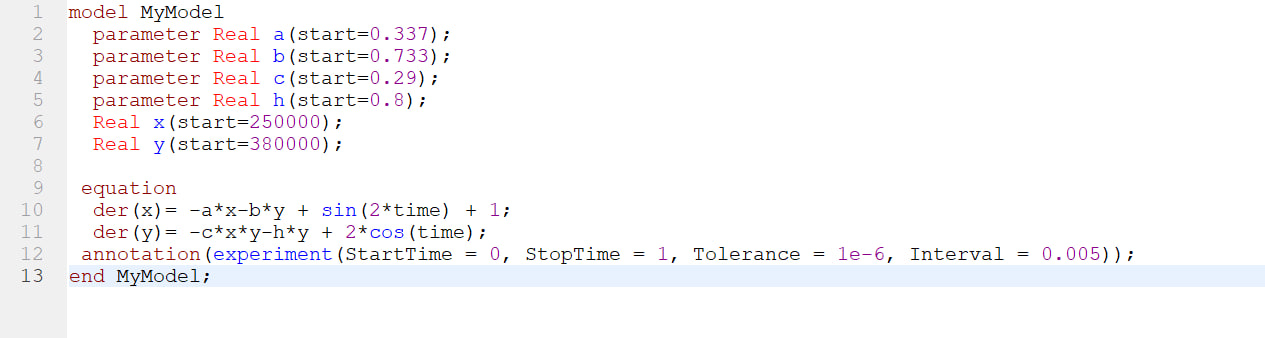 1 model MyModel
2   parameter Real a(start=0.337);
3   parameter Real b(start=0.733);
4   parameter Real c(start=0.29);
5   parameter Real h(start=0.8);
6   Real x(start=250000);
7   Real y(start=380000);
8
9  equation
10   der(x)= -a*x-b*y + sin(2*time) + 1;
11   der(y)= -c*x*y-h*y + 2*cos(time);
12  annotation(experiment(StartTime = 0, StopTime = 1, Tolerance = 1e-6, Interval = 0.005));
13 end MyModel;